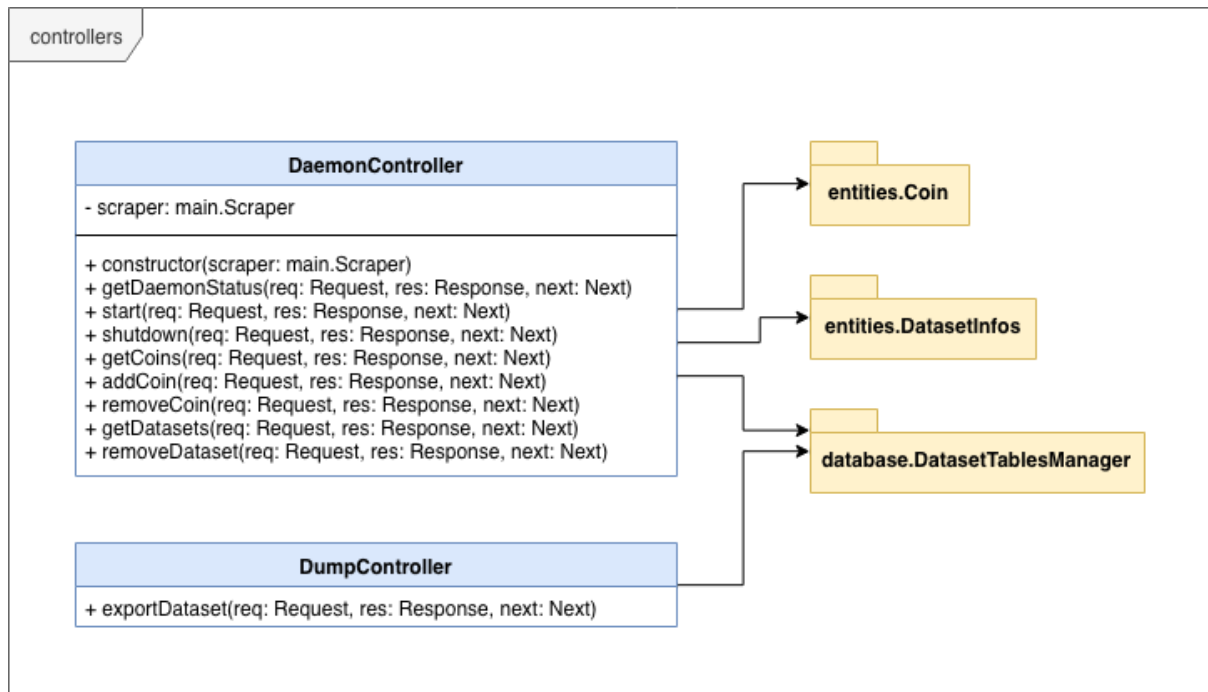 controllers
DaemonController
- scraper: main.Scraper
+ constructor(scraper: main.Scraper)
+ getDaemonStatus(req: Request, res: Response, next: Next)
+ start(req: Request, res: Response, next: Next)
+ shutdown(req: Request, res: Response, next: Next)
+ getCoins(req: Request, res: Response, next: Next)
+ addCoin(req: Request, res: Response, next: Next)
+ removeCoin(req: Request, res: Response, next: Next)
+ getDatasets(req: Request, res: Response, next: Next)
+ removeDataset(req: Request, res: Response, next: Next)
entities.Coin
entities.DatasetInfos
database.DatasetTablesManager
DumpController
+ exportDataset(req: Request, res: Response, next: Next)